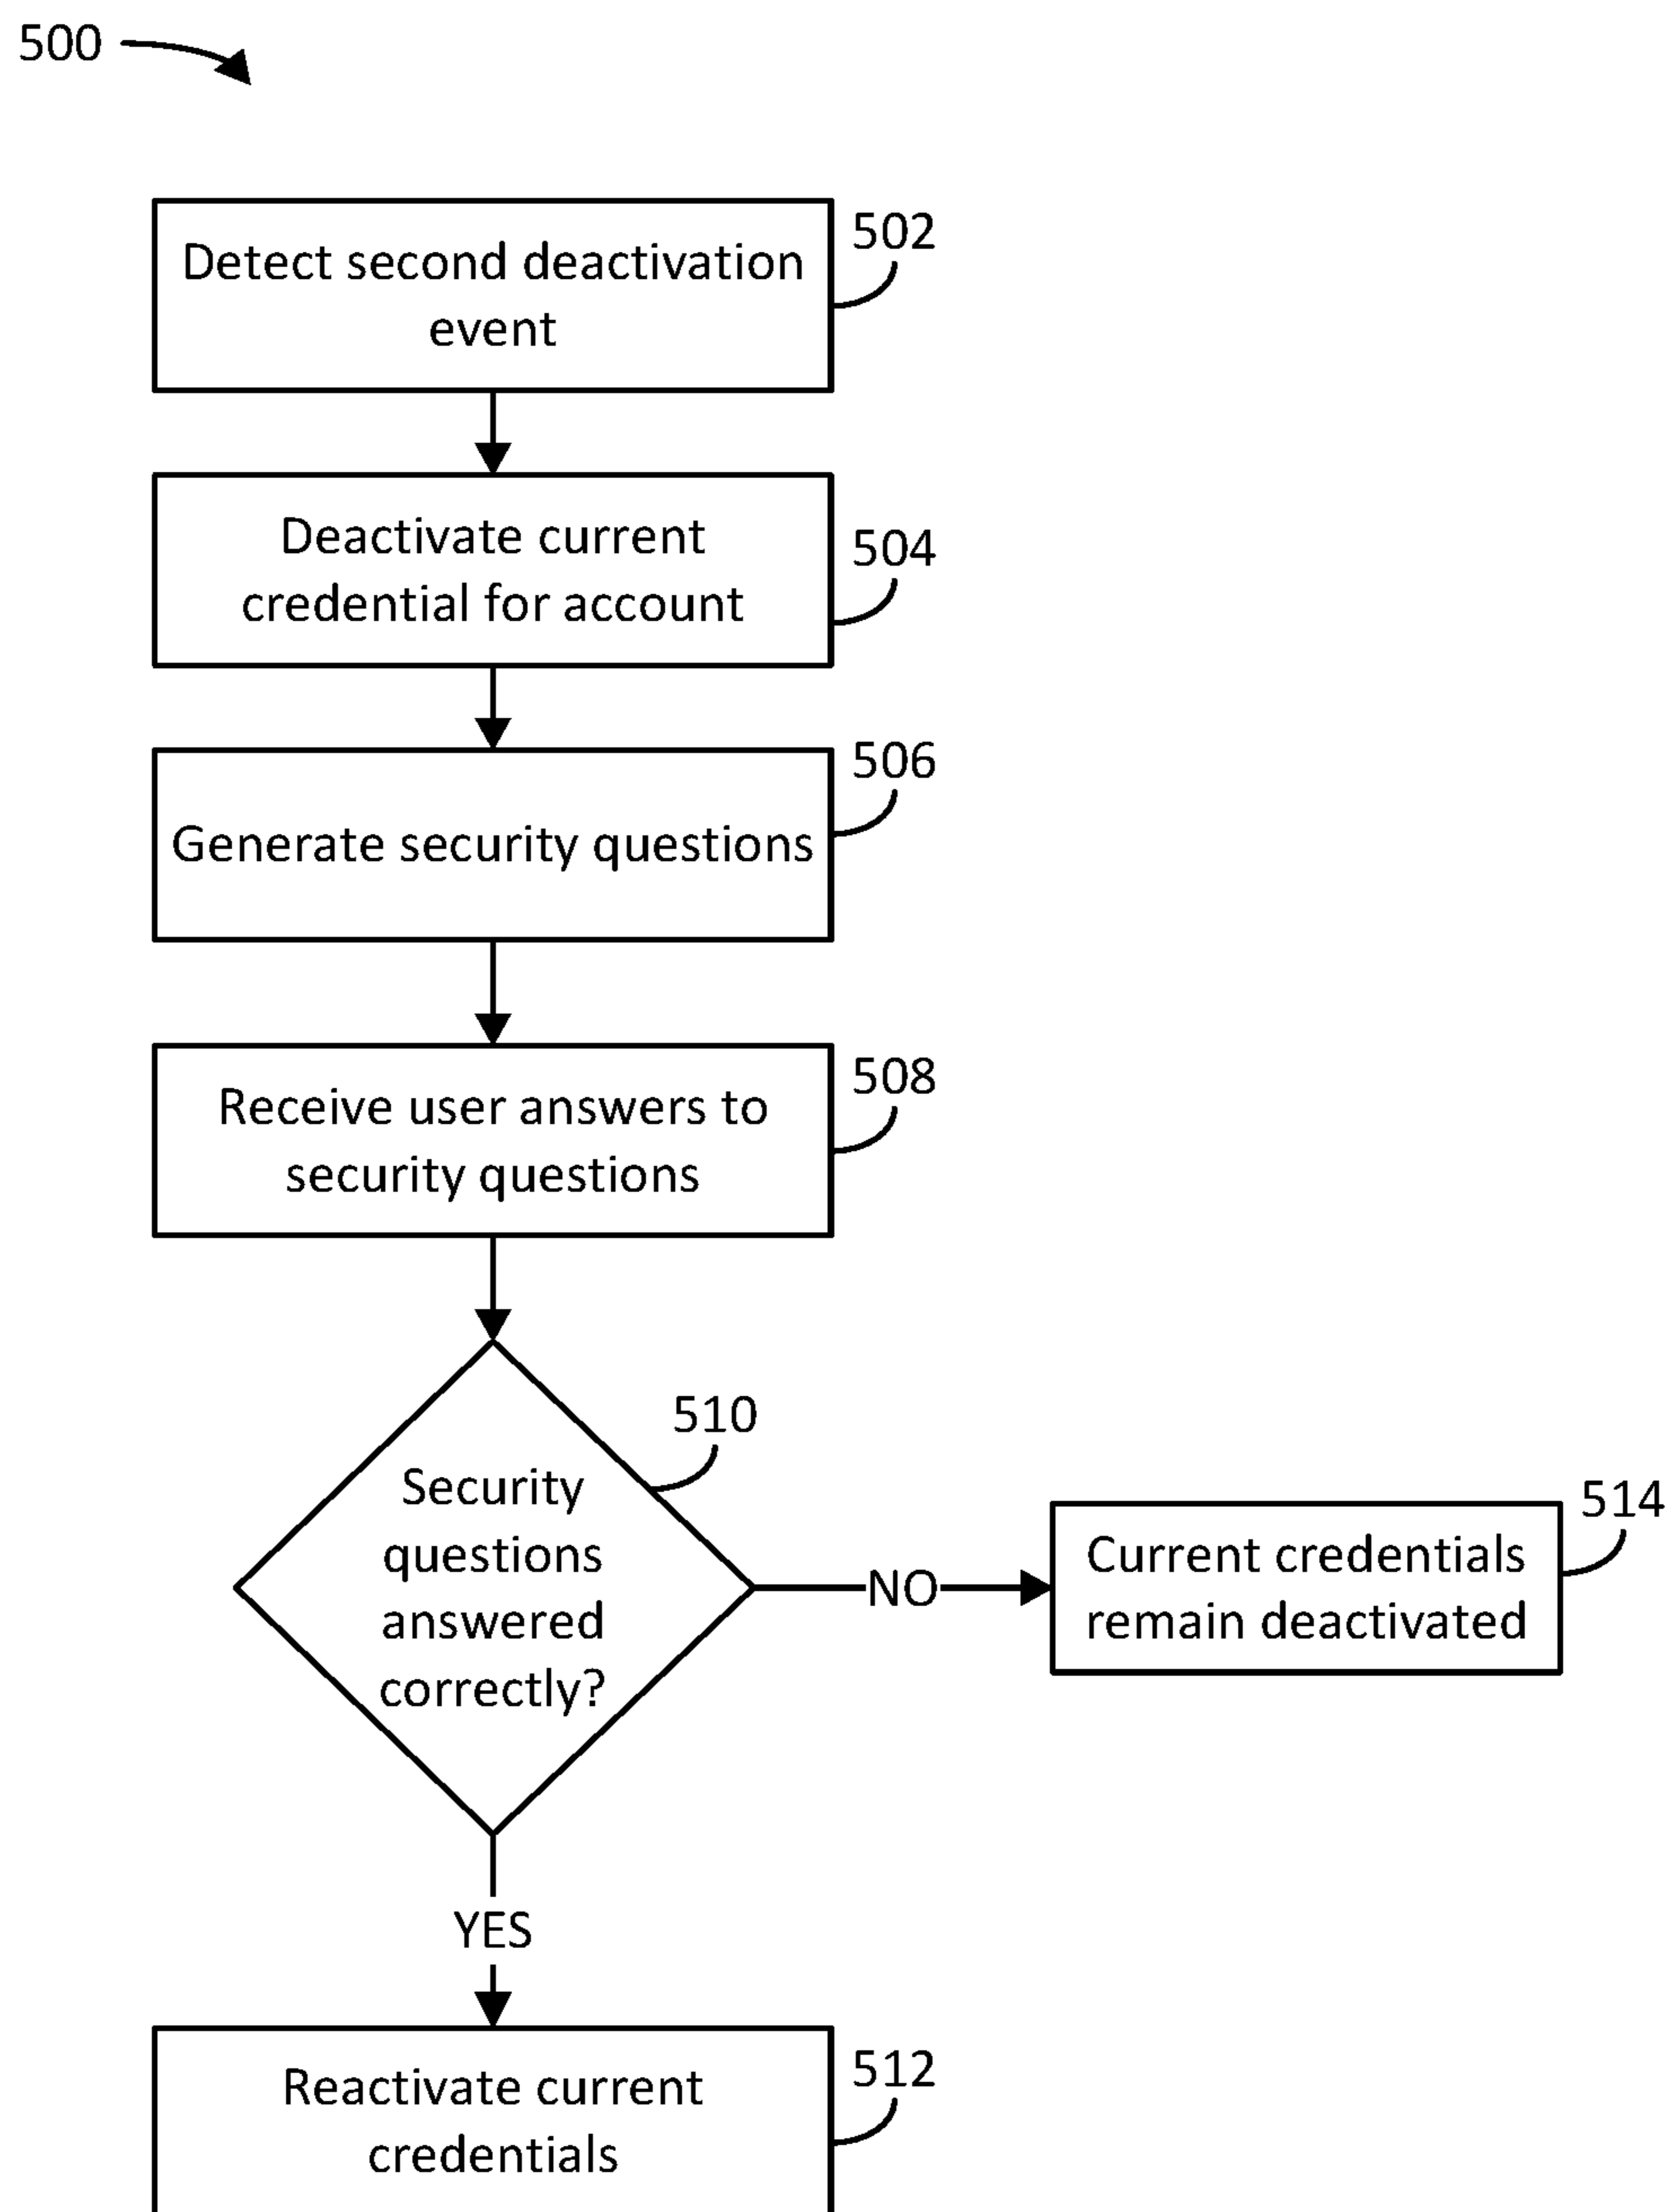 500
502
Detect second deactivation
event
504
Deactivate current
credential for account
506
Generate security questions
508
Receive user answers to
security questions
510
Security
questions
answered
correctly?
NO
514
Current credentials
remain deactivated
YES
512
Reactivate current
credentials